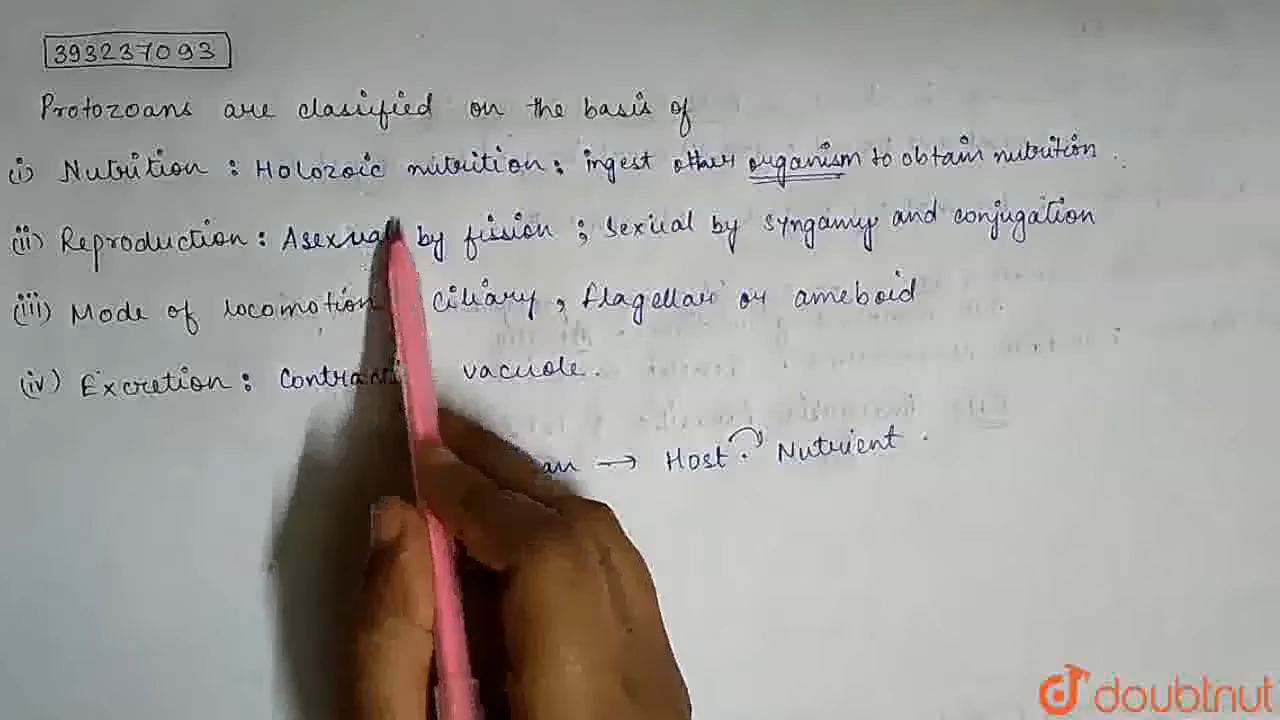 393237093
Protozoans are classified on the basis of
(i) Nutrition : Holozoic nutrition ; ingest other organism to obtain nutrition .
(ii) Reproduction : Asexual by fission ; Sexual by syngamy and conjugation
(iii) Mode of locomotion ciliary , flagellar or ameboid
(iv) Excretion : vacuole .
→ Host . Nutrient .
doubtnut